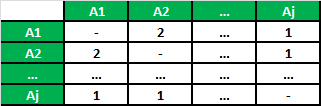 A1 A2 ... Aj
A1 - 2 ... 1
A2 2 - ... 1
... ... ... ... ...
Aj 1 1 ... -